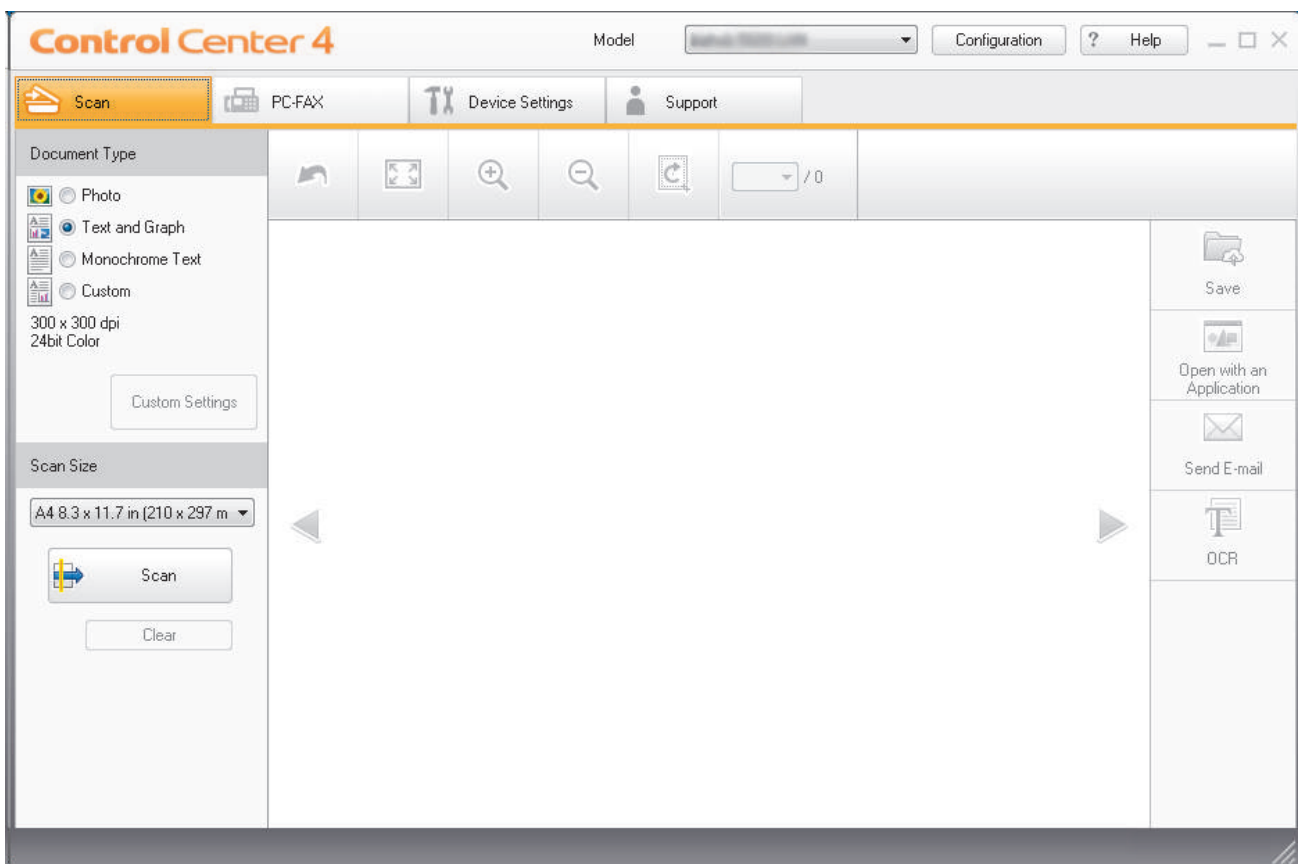 Control Center 4
Model
Configuration
? Help
Scan
PC-FAX
Device Settings
Support
Document Type
Photo
Text and Graph
Monochrome Text
Custom
300 x 300 dpi
24bit Color
Custom Settings
/ 0
Scan Size
A4 8.3 x 11.7 in (210 x 297 m
Scan
Clear
Save
Open with an
Application
Send E-mail
OCR